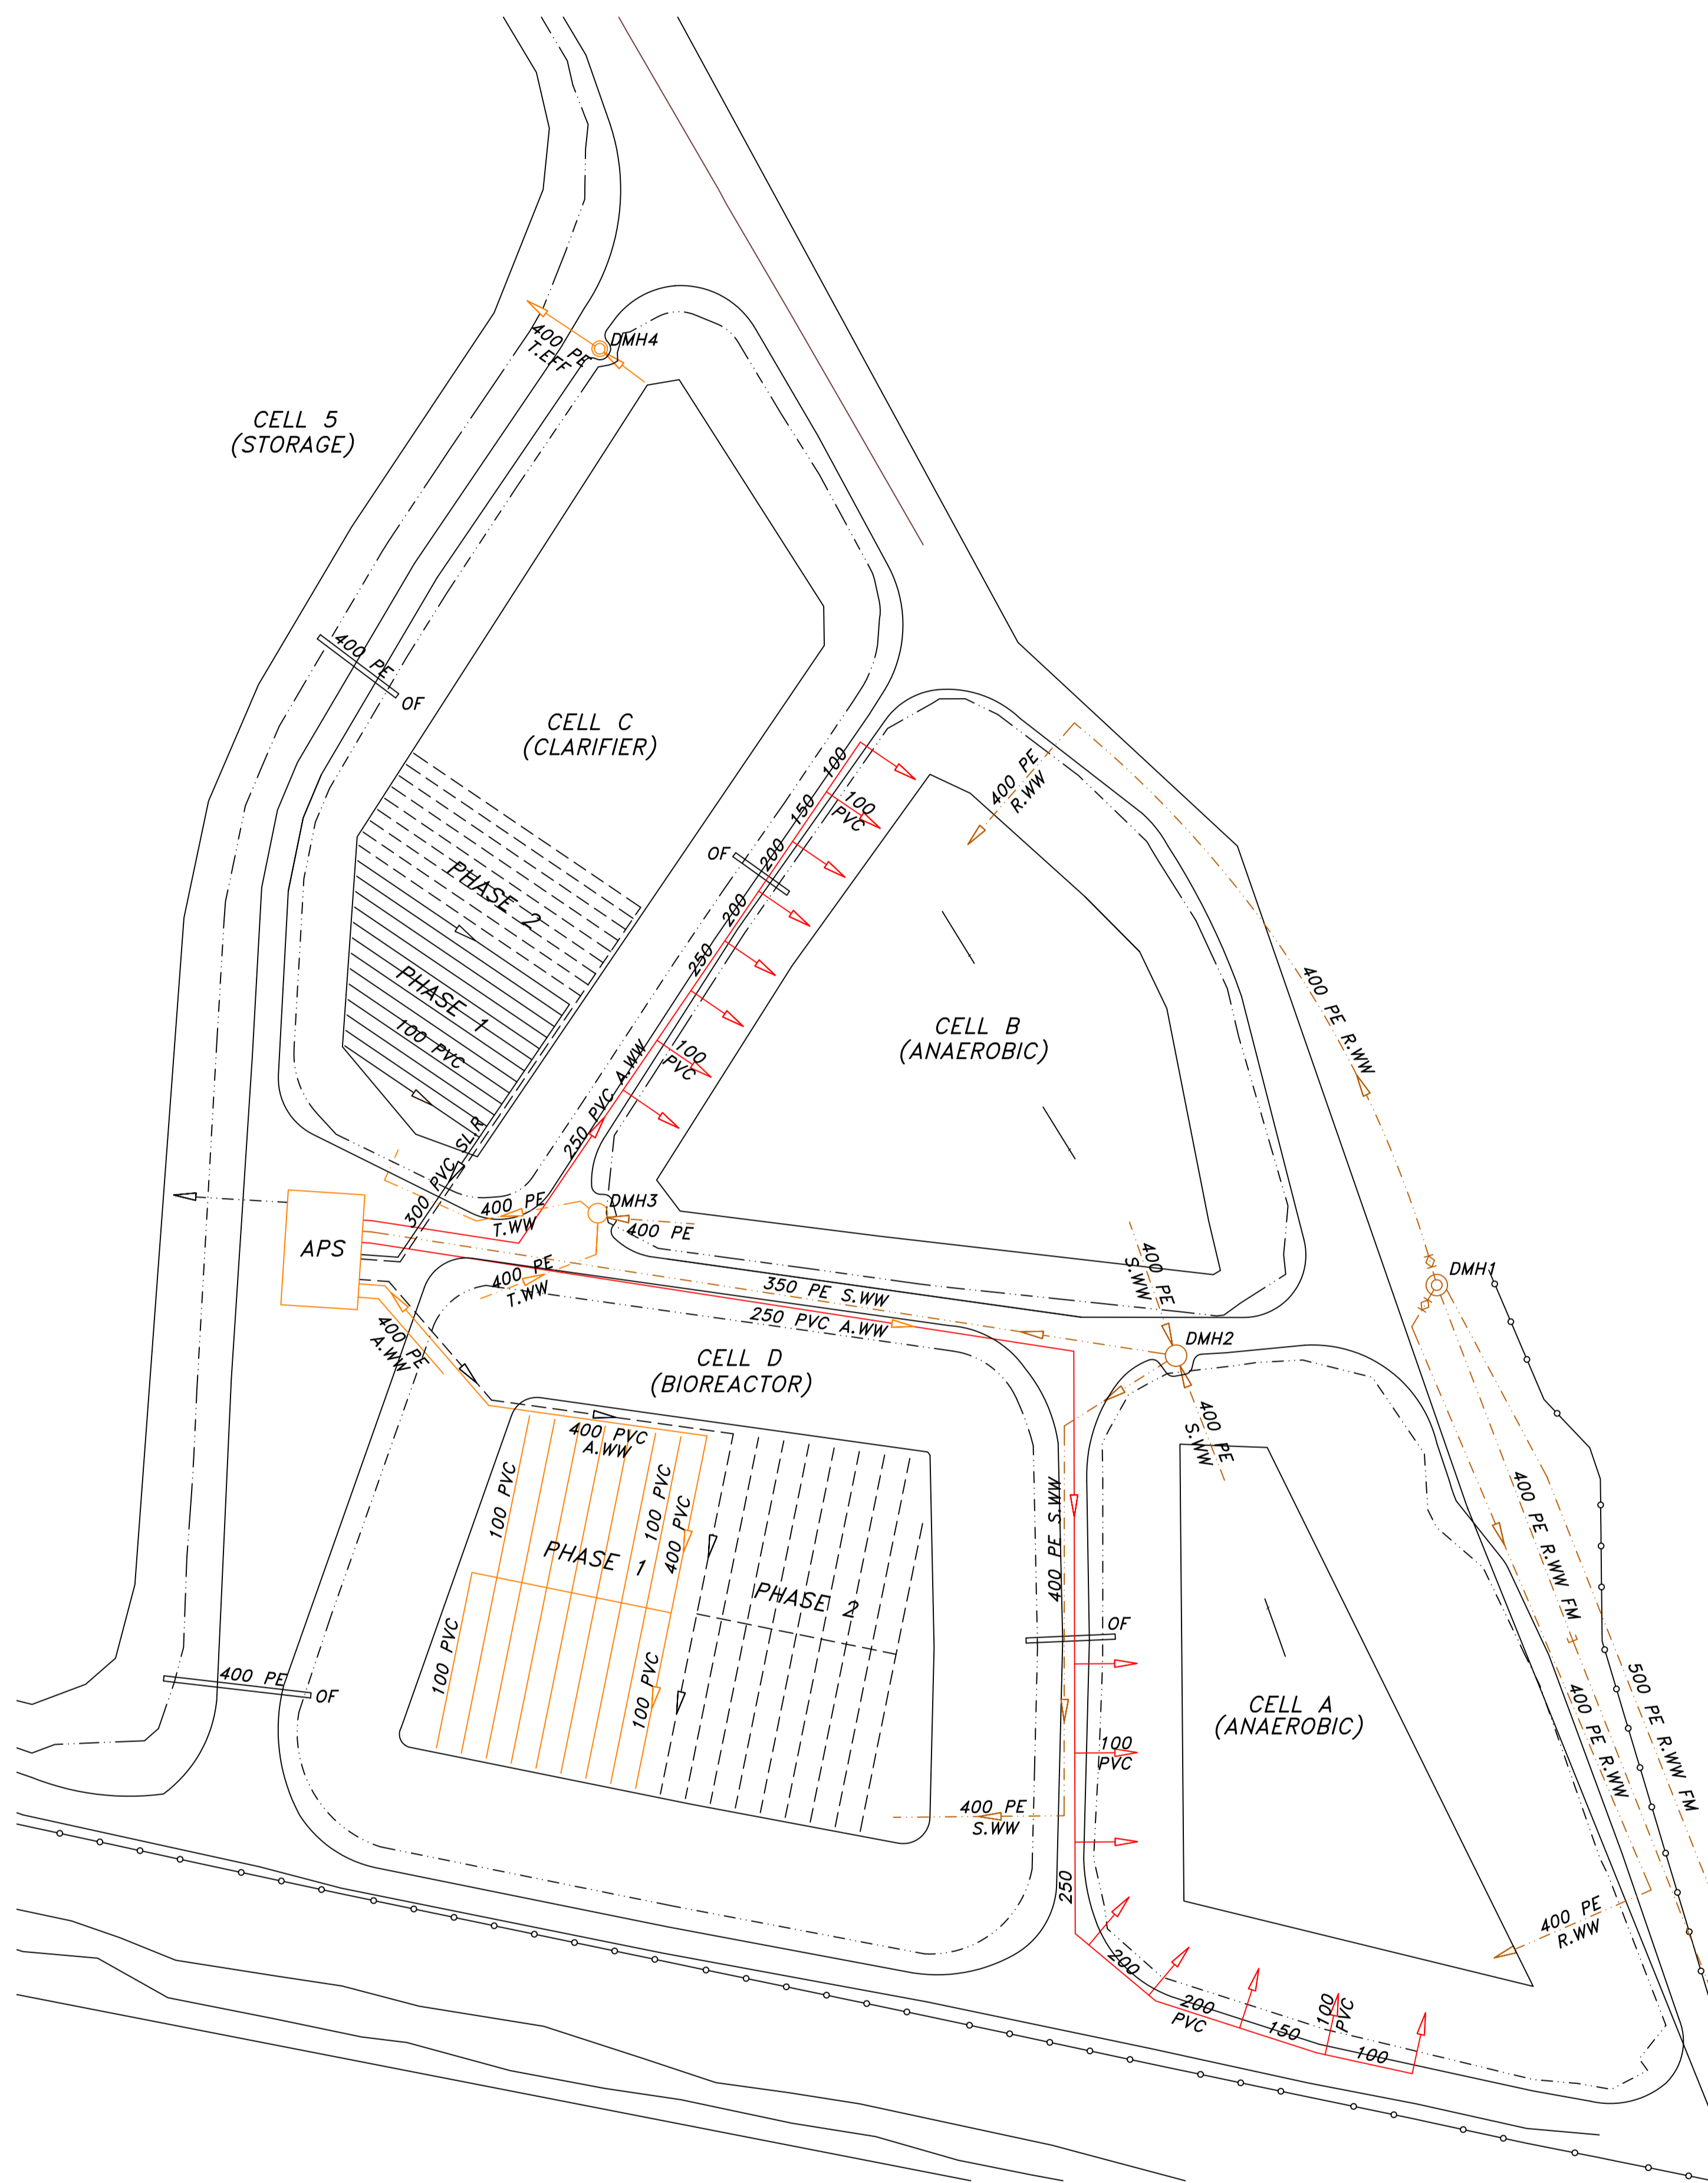 400 PE
T.EFF
DMH4
CELL 5
(STORAGE)
400 PE
OF
CELL C
(CLARIFIER)
100
150
200
200
250
100
PVC
OF
400 PE
R.WW
PHASE 2
PHASE 1
100 PVC
CELL B
(ANAEROBIC)
400 PE R.WW
100
PVC
250 PVC A.WW
300 PVC SL.R
400 PE
T.WW
DMH3
400 PE
APS
400 PE
T.WW
350 PE S.WW
250 PVC A.WW
400 PE
S.WW
DMH1
DMH2
400 PE
A.WW
CELL D
(BIOREACTOR)
400 PE
S.WW
400 PVC
A.WW
100 PVC
100 PVC
400 PVC
PHASE 1
PHASE 2
100 PVC
100 PVC
400 PE S.WW
OF
400 PE R.WW FM
400 PE R.WW
500 PE R.WW FM
400 PE
OF
CELL A
(ANAEROBIC)
100
PVC
400 PE
S.WW
250
400 PE
R.WW
200
200
PVC
150
100
PVC
100